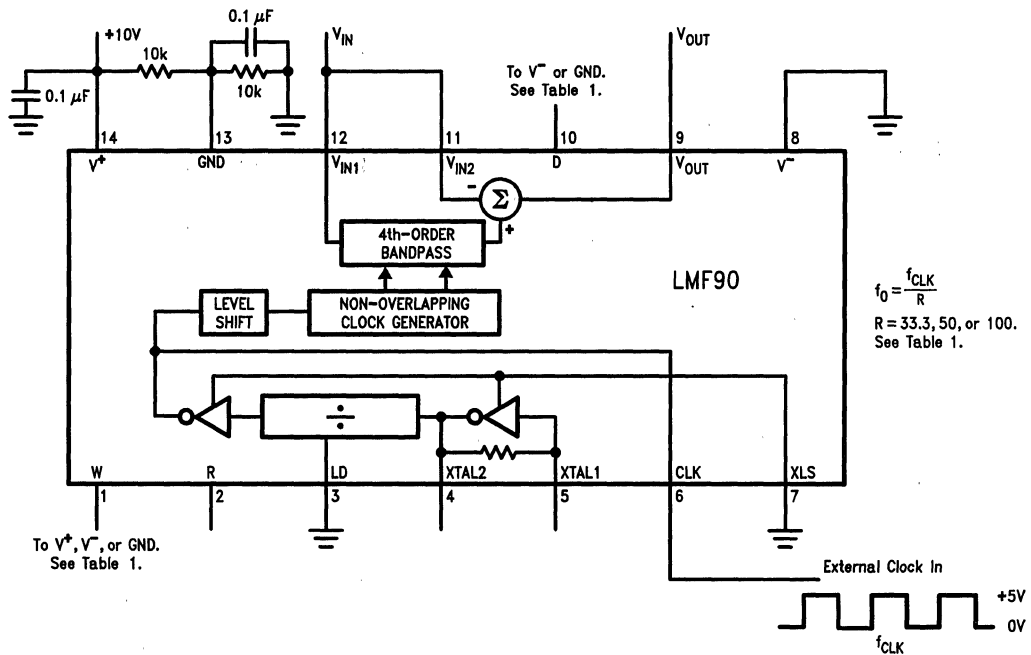 +10V
10k
0.1 µF
0.1 µF
10k
V_IN
To V⁻ or GND.
See Table 1.
V_OUT
14
13
12
11
10
9
8
V⁺
GND
V_IN1
V_IN2
D
V_OUT
V⁻
-
Σ
+
4th-ORDER
BANDPASS
LMF90
LEVEL
SHIFT
NON-OVERLAPPING
CLOCK GENERATOR
f_O = f_CLK / R
R = 33.3, 50, or 100.
See Table 1.
÷
W
R
LD
XTAL2
XTAL1
CLK
XLS
1
2
3
4
5
6
7
To V⁺, V⁻, or GND.
See Table 1.
External Clock In
+5V
0V
f_CLK